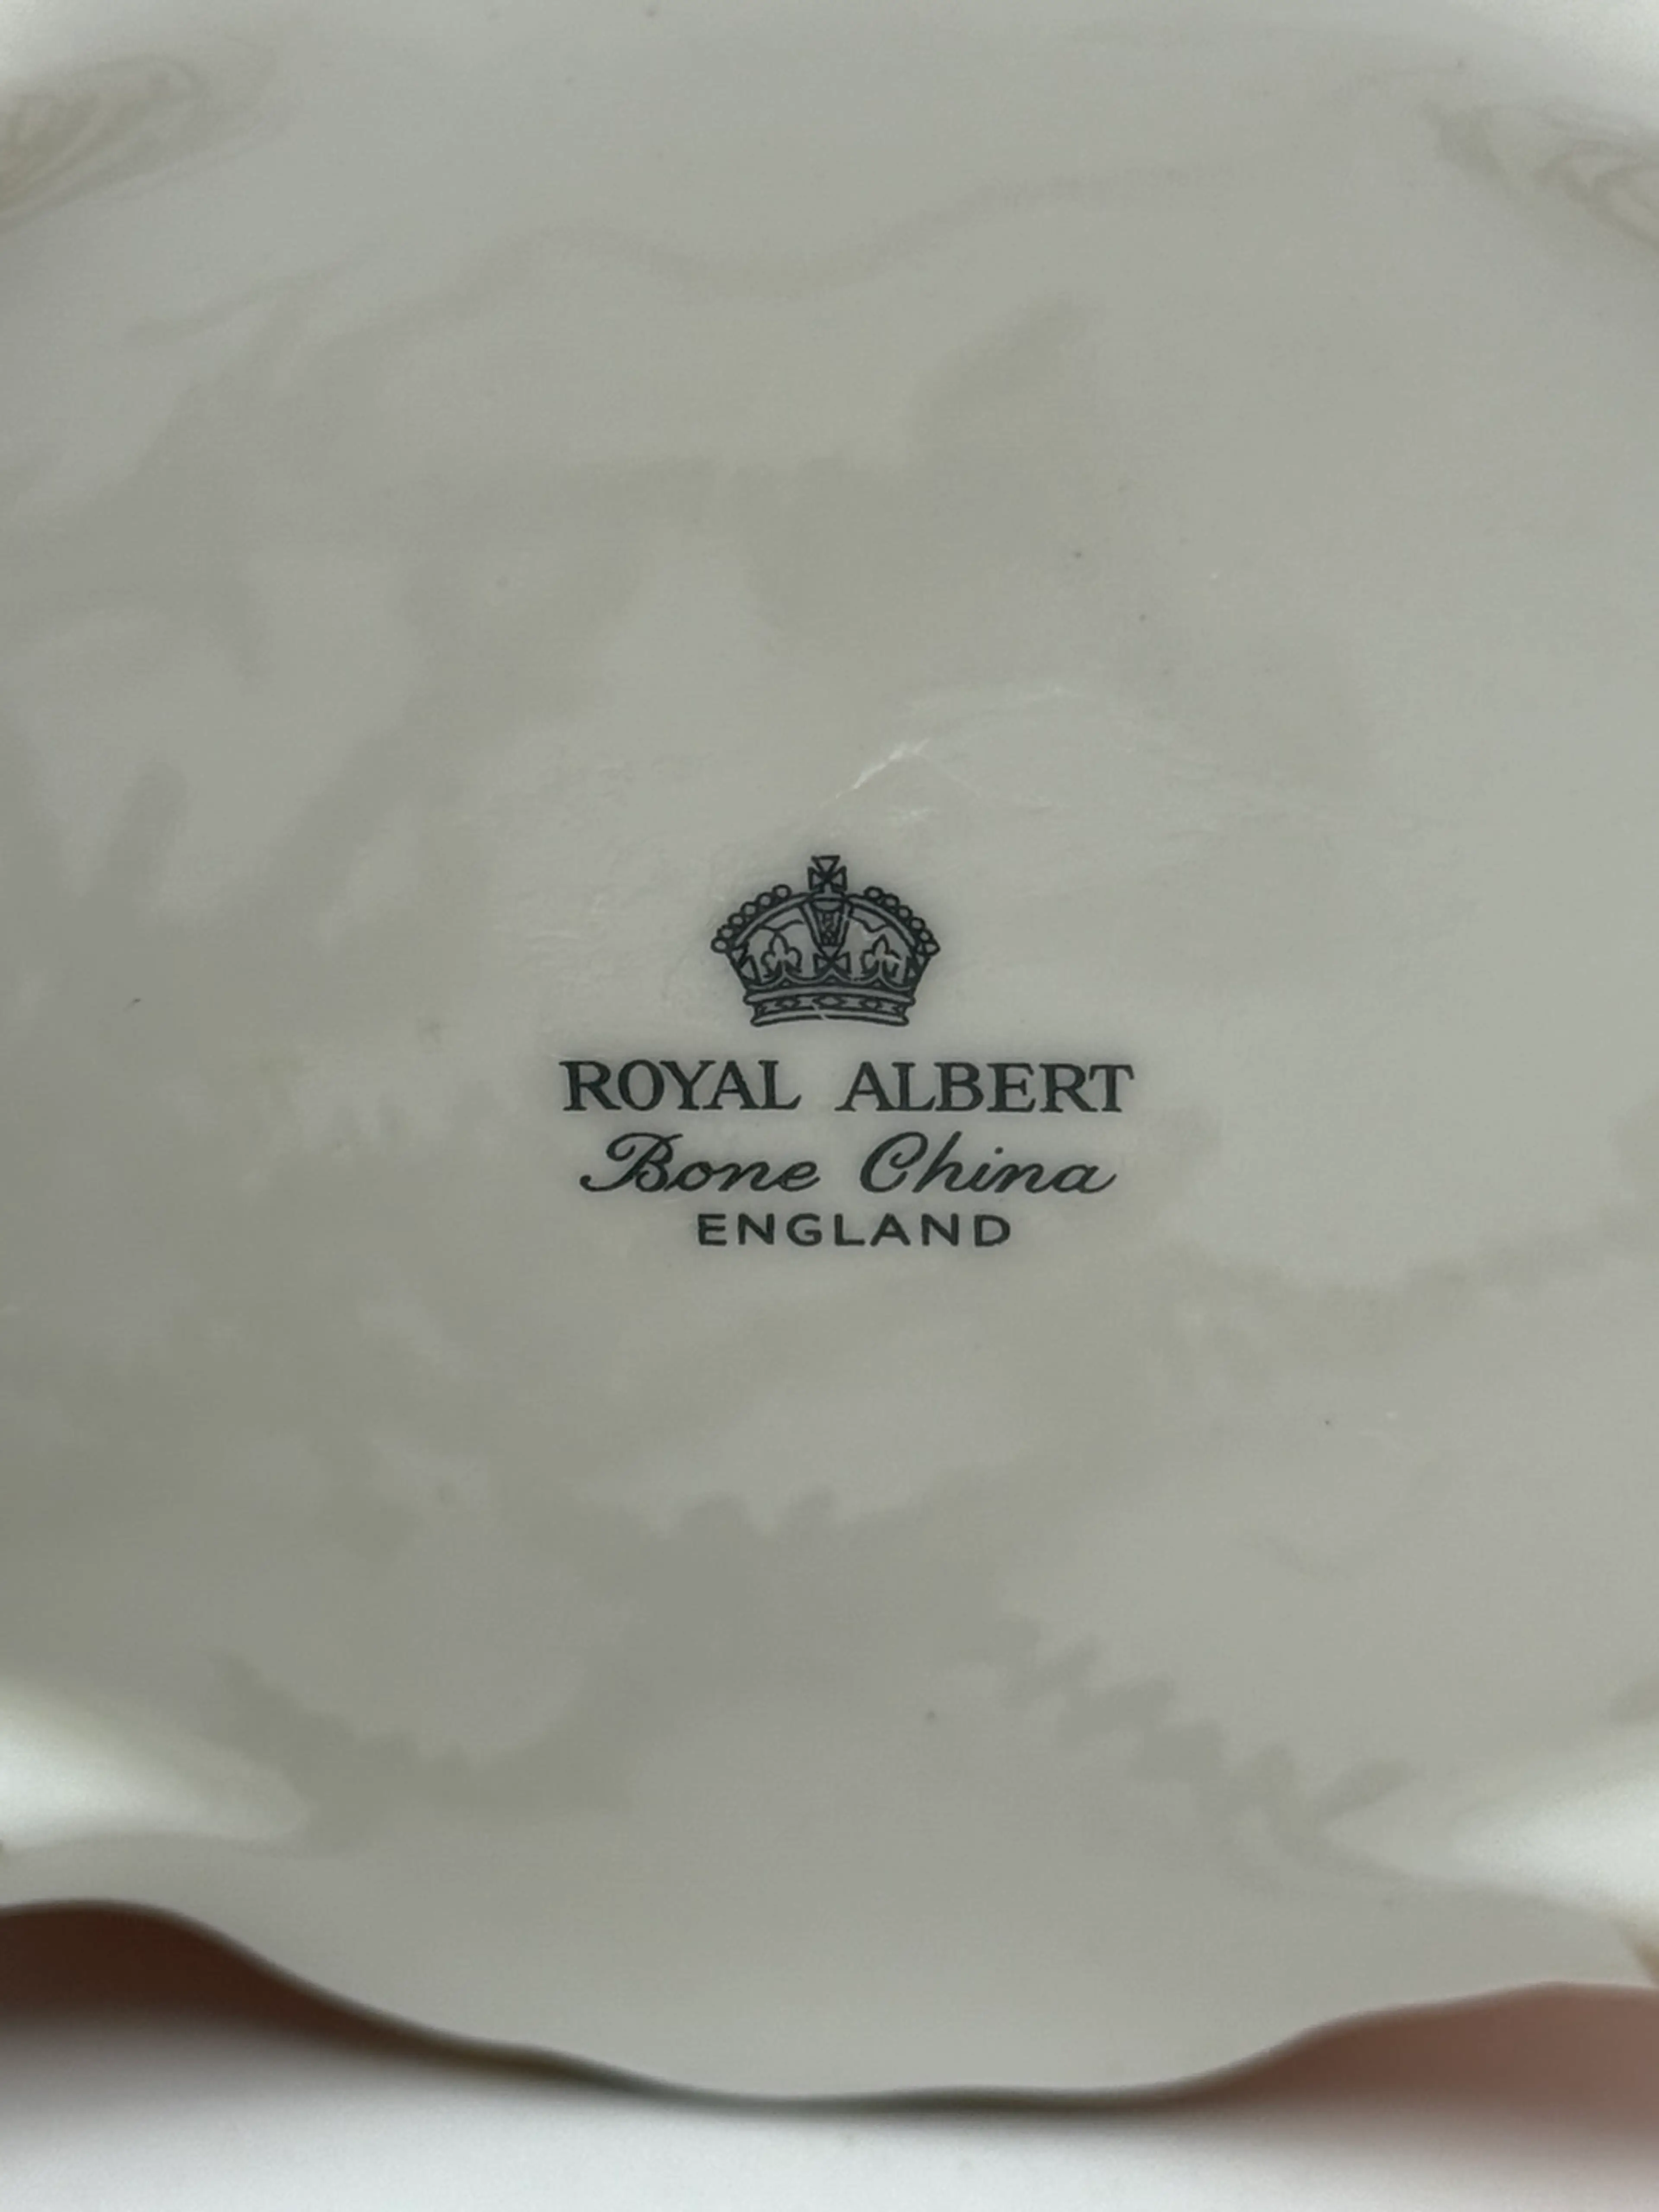 ROYAL ALBERT
Bone China
ENGLAND